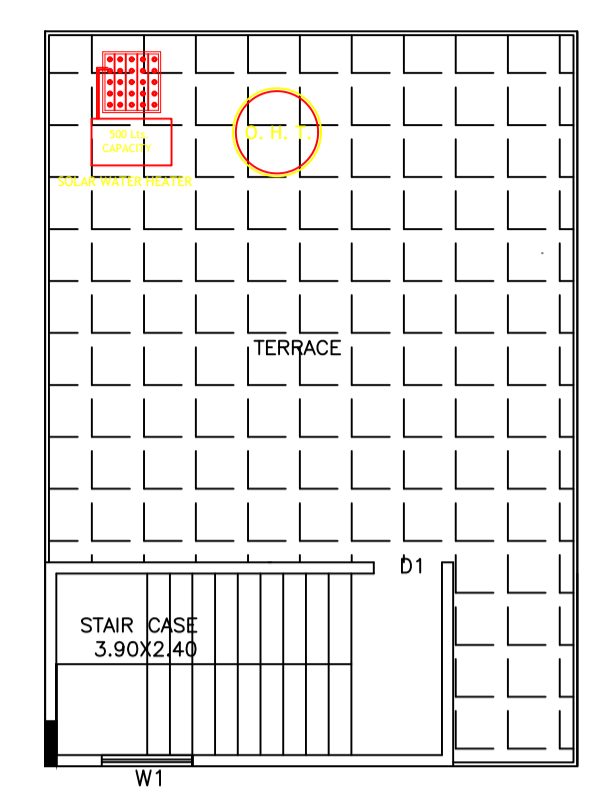 500 Ltr.
CAPACITY
O. H. T.
SOLAR WATER HEATER
TERRACE
D1
STAIR CASE
3.90X2.40
W1